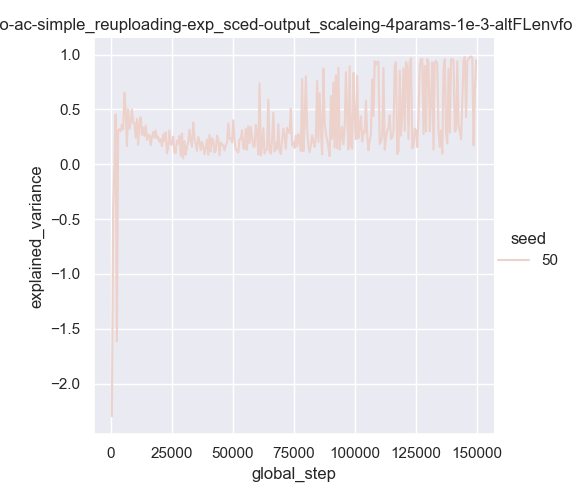 o-ac-simple_reuploading-exp_sced-output_scaleing-4params-1e-3-altFLenvfo
1.0
0.5
0.0
−0.5
−1.0
−1.5
−2.0
explained_variance
0 25000 50000 75000 100000 125000 150000
global_step
seed
50